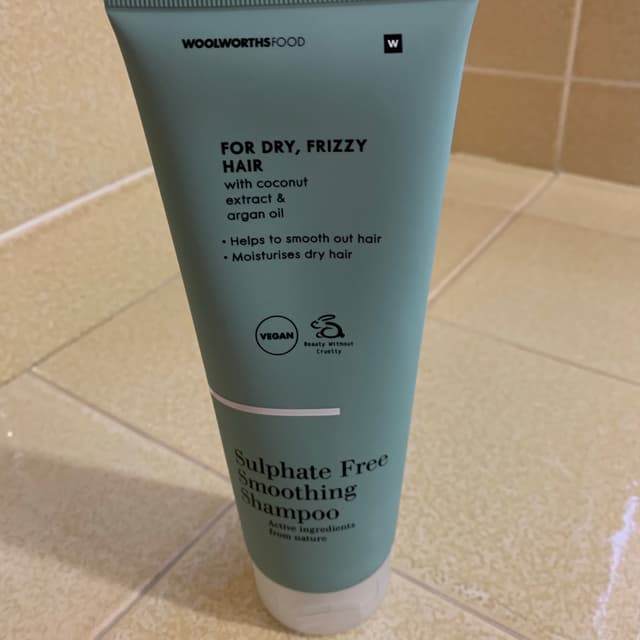 WOOLWORTHSFOOD
W
FOR DRY, FRIZZY
HAIR
with coconut
extract &
argan oil
• Helps to smooth out hair
• Moisturises dry hair
VEGAN
Beauty Without
Cruelty
Sulphate Free
Smoothing
Shampoo
Active ingredients
from nature